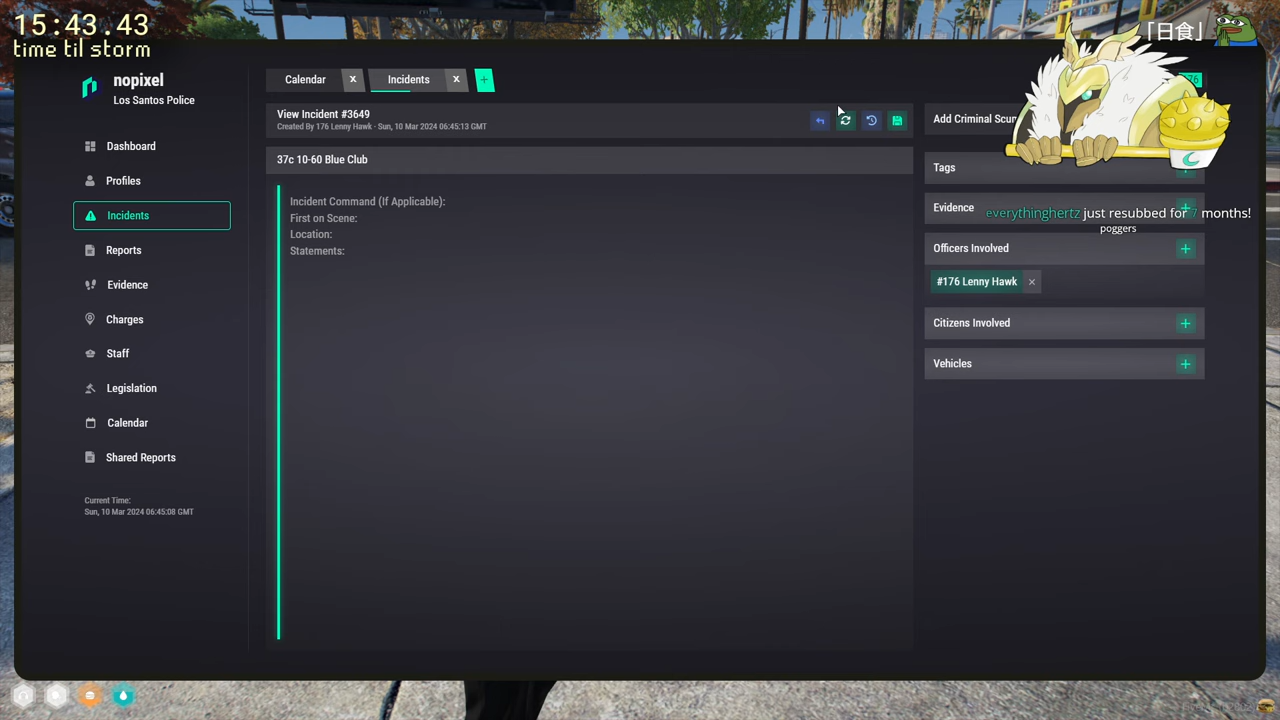 15:43.43
time til storm
「日食」
nopixel
Los Santos Police
Dashboard
Profiles
Incidents
Reports
Evidence
Charges
Staff
Legislation
Calendar
Shared Reports
Current Time:
Sun, 10 Mar 2024 06:45:08 GMT
Calendar x
Incidents x
+
View Incident #3649
Created By 176 Lenny Hawk - Sun, 10 Mar 2024 06:45:13 GMT
37c 10-60 Blue Club
Incident Command (If Applicable):
First on Scene:
Location:
Statements:
Add Criminal Scum
Tags
Evidence
everythinghertz just resubbed for 7 months!
poggers
Officers Involved
#176 Lenny Hawk ×
Citizens Involved
Vehicles